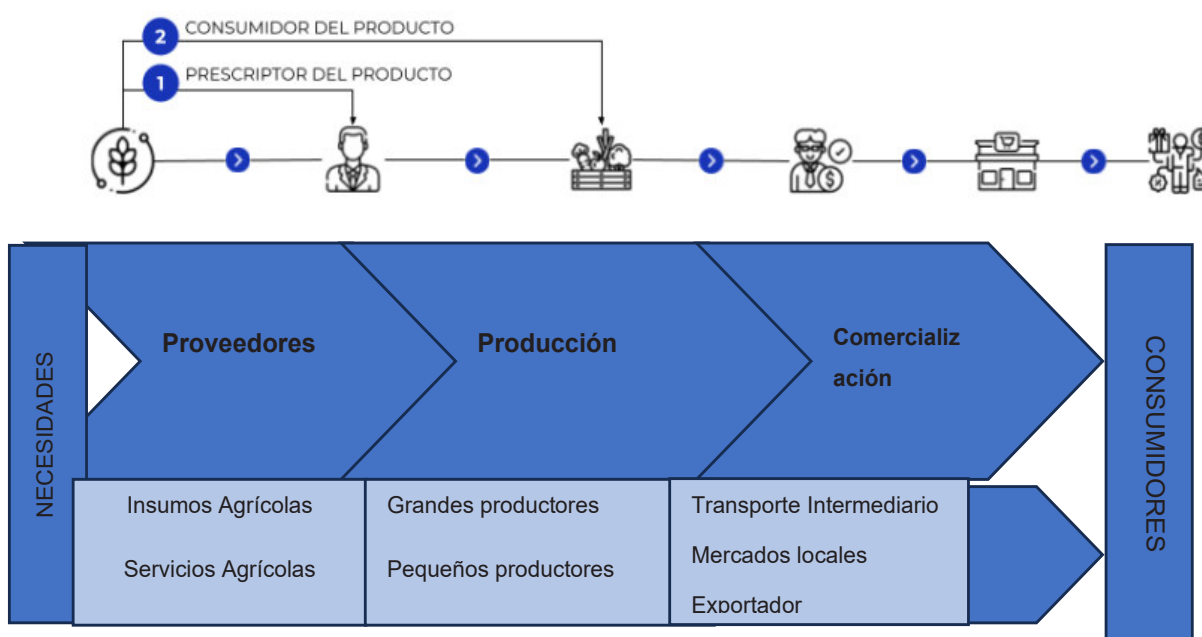 2 CONSUMIDOR DEL PRODUCTO
1 PRESCRIPTOR DEL PRODUCTO
NECESIDADES
Proveedores
Producción
Comercializ
ación
CONSUMIDORES
Insumos Agrícolas
Servicios Agrícolas
Grandes productores
Pequeños productores
Transporte Intermediario
Mercados locales
Exportador